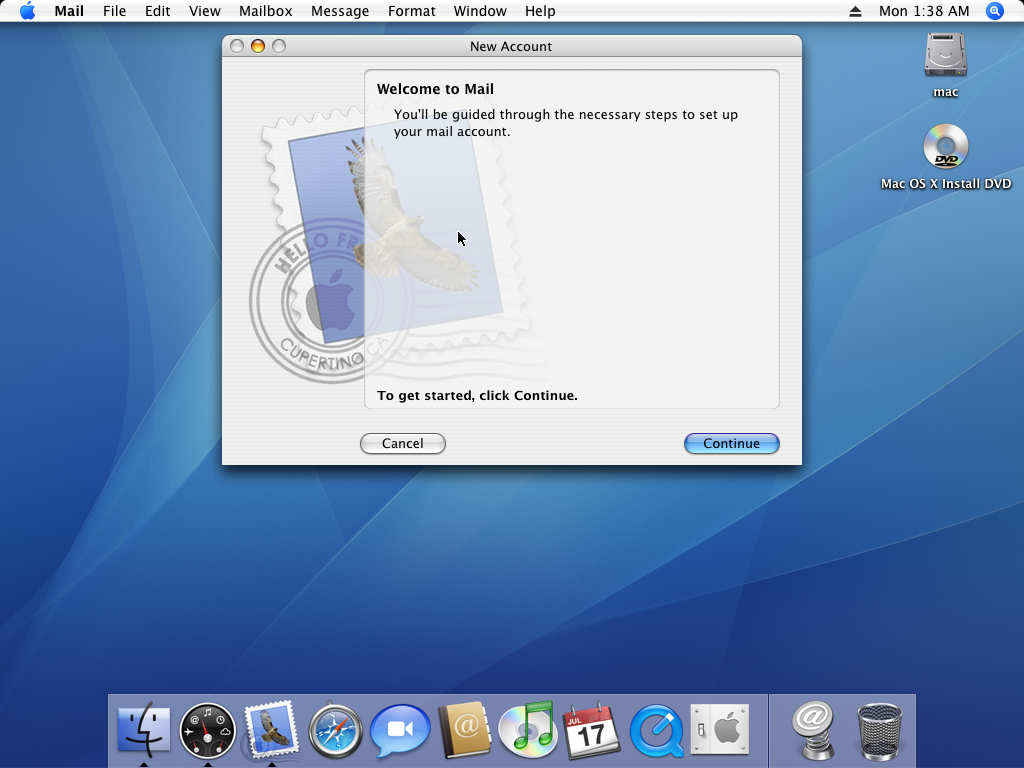 Mail File Edit View Mailbox Message Format Window Help Mon 1:38 AM
New Account
Welcome to Mail
You'll be guided through the necessary steps to set up
your mail account.
HELLO FR
CUPERTINO CA
To get started, click Continue.
Cancel Continue
mac
DVD
Mac OS X Install DVD
@
@
JUL
17
@